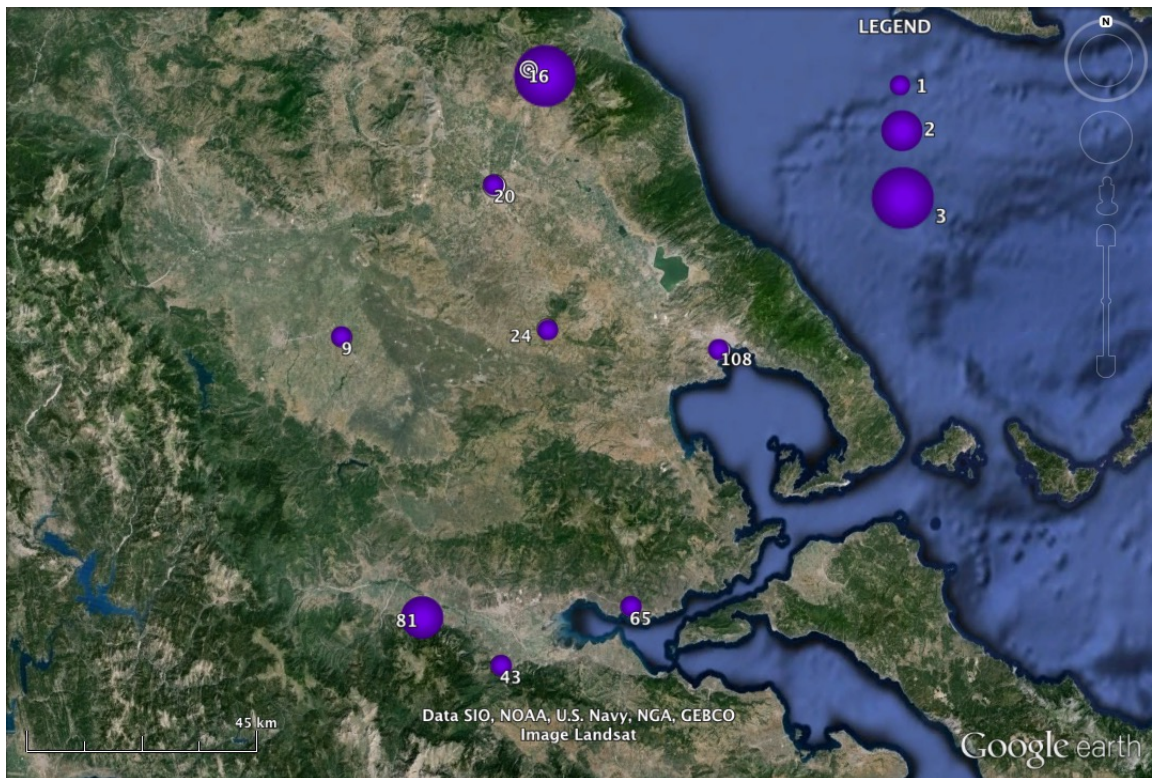 LEGEND
N
1
2
3
16
20
24
9
108
81
65
43
45 km
Data SIO, NOAA, U.S. Navy, NGA, GEBCO
Image Landsat
Google earth